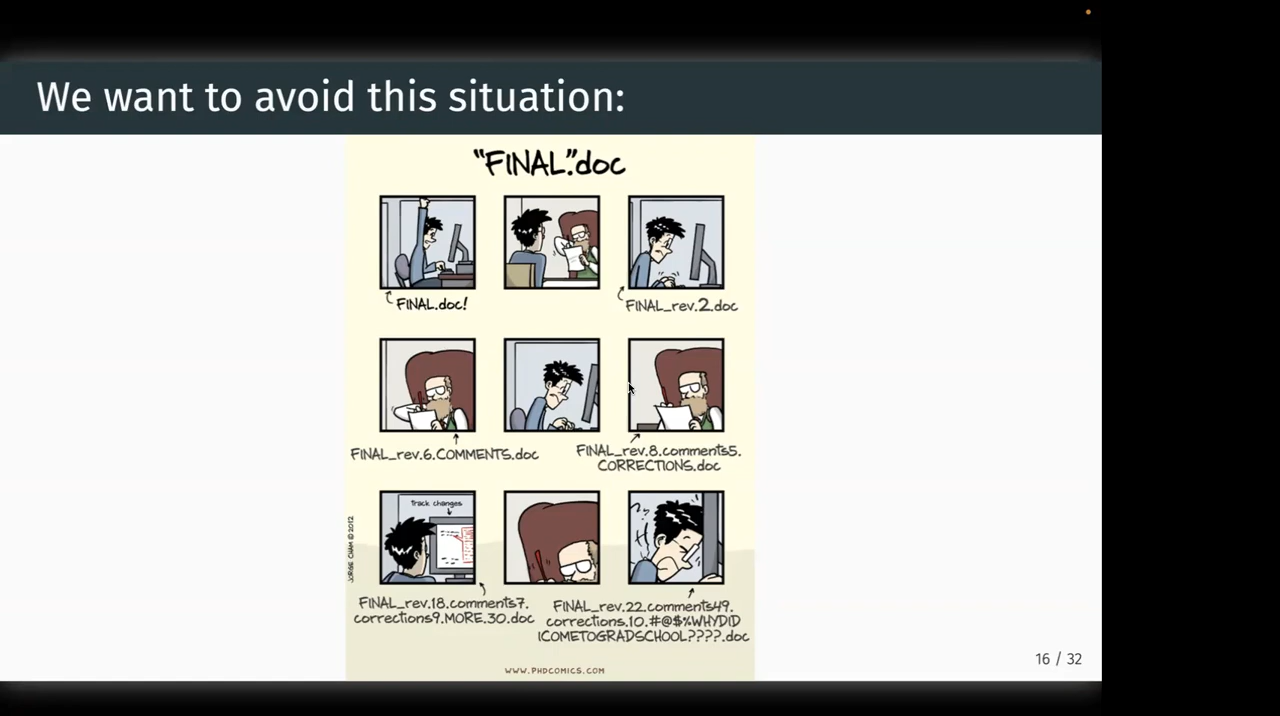 We want to avoid this situation:
"FINAL".doc
FINAL.doc!
FINAL_rev.2.doc
FINAL_rev.6.COMMENTS.doc
FINAL_rev.8.comments5.
CORRECTIONS.doc
Track changes
FINAL_rev.18.comments7.
corrections9.MORE.30.doc
FINAL_rev.22.comments49.
corrections.10.#@$%WHYDID
ICOMETOGRADSCHOOL????.doc
JORGE CHAM © 2012
WWW.PHDCOMICS.COM
16 / 32